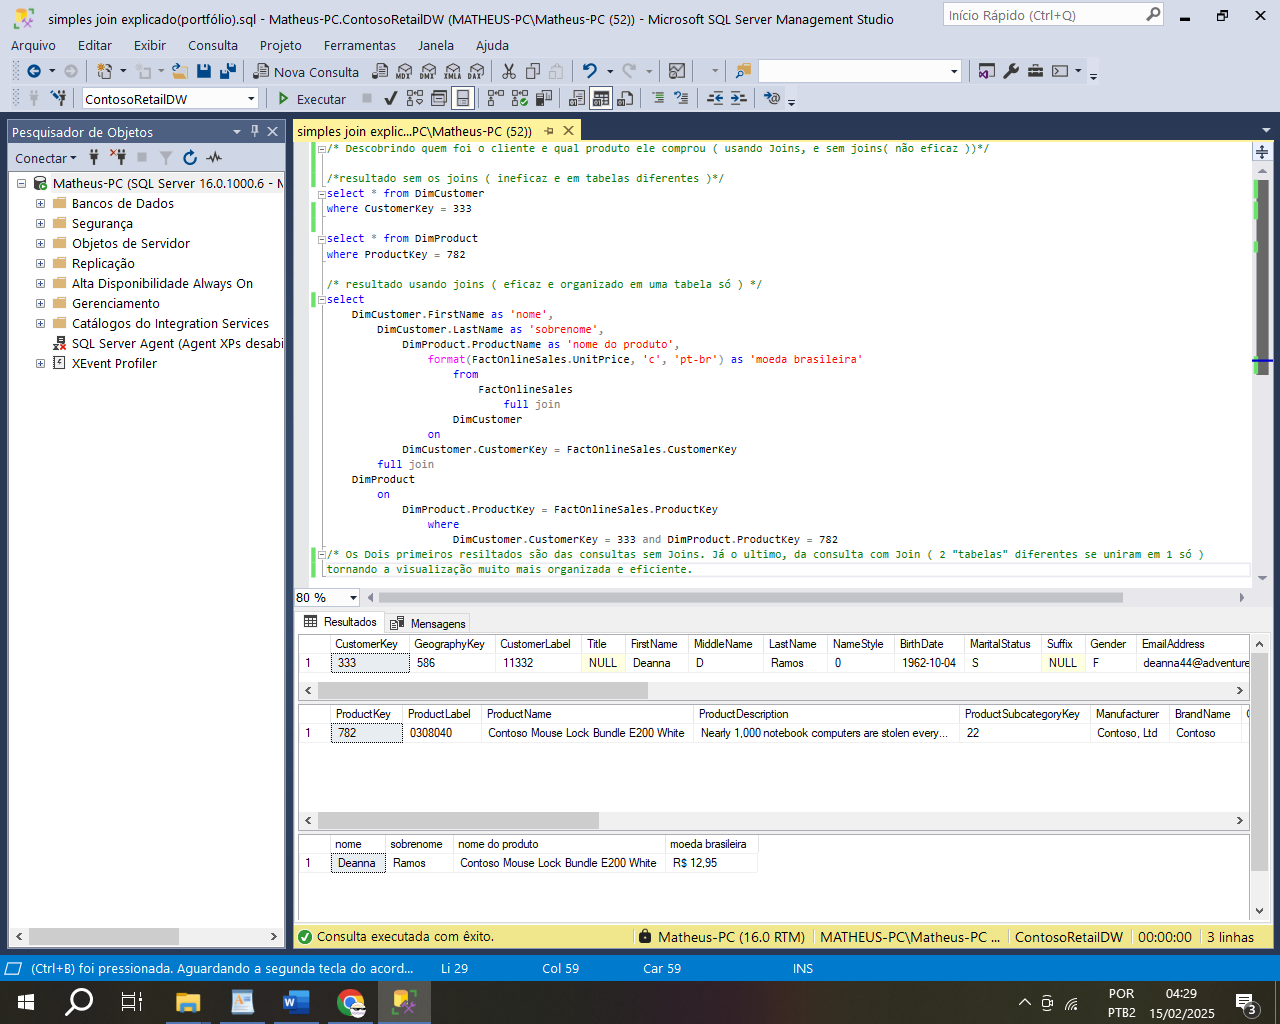 simples join explicado(portfólio).sql - Matheus-PC.ContosoRetailDW (MATHEUS-PC\Matheus-PC (52)) - Microsoft SQL Server Management Studio
Início Rápido (Ctrl+Q)
Arquivo Editar Exibir Consulta Projeto Ferramentas Janela Ajuda
Nova Consulta MDX DMX XMLA DAX
ContosoRetailDW Executar
Pesquisador de Objetos
Conectar
Matheus-PC (SQL Server 16.0.1000.6 - M
Bancos de Dados
Segurança
Objetos de Servidor
Replicação
Alta Disponibilidade Always On
Gerenciamento
Catálogos do Integration Services
SQL Server Agent (Agent XPs desabi
XEvent Profiler
simples join explic...PC\Matheus-PC (52))
/* Descobrindo quem foi o cliente e qual produto ele comprou ( usando Joins, e sem joins( não eficaz ))*/
/*resultado sem os joins ( ineficaz e em tabelas diferentes )*/
select * from DimCustomer
where CustomerKey = 333
select * from DimProduct
where ProductKey = 782
/* resultado usando joins ( eficaz e organizado em uma tabela só ) */
select
DimCustomer.FirstName as 'nome',
DimCustomer.LastName as 'sobrenome',
DimProduct.ProductName as 'nome do produto',
format(FactOnlineSales.UnitPrice, 'c', 'pt-br') as 'moeda brasileira'
from
FactOnlineSales
full join
DimCustomer
on
DimCustomer.CustomerKey = FactOnlineSales.CustomerKey
full join
DimProduct
on
DimProduct.ProductKey = FactOnlineSales.ProductKey
where
DimCustomer.CustomerKey = 333 and DimProduct.ProductKey = 782
/* Os Dois primeiros resiltados são das consultas sem Joins. Já o ultimo, da consulta com Join ( 2 "tabelas" diferentes se uniram em 1 só )
tornando a visualização muito mais organizada e eficiente.
80 %
Resultados Mensagens
CustomerKey GeographyKey CustomerLabel Title FirstName MiddleName LastName NameStyle BirthDate MaritalStatus Suffix Gender EmailAddress
1 333 586 11332 NULL Deanna D Ramos 0 1962-10-04 S NULL F deanna44@adventure
ProductKey ProductLabel ProductName ProductDescription ProductSubcategoryKey Manufacturer BrandName
1 782 0308040 Contoso Mouse Lock Bundle E200 White Nearly 1,000 notebook computers are stolen every... 22 Contoso, Ltd Contoso
nome sobrenome nome do produto moeda brasileira
1 Deanna Ramos Contoso Mouse Lock Bundle E200 White R$ 12,95
Consulta executada com êxito. Matheus-PC (16.0 RTM) MATHEUS-PC\Matheus-PC ... ContosoRetailDW 00:00:00 3 linhas
(Ctrl+B) foi pressionada. Aguardando a segunda tecla do acord... Li 29 Col 59 Car 59 INS
POR
PTB2
04:29
15/02/2025
3